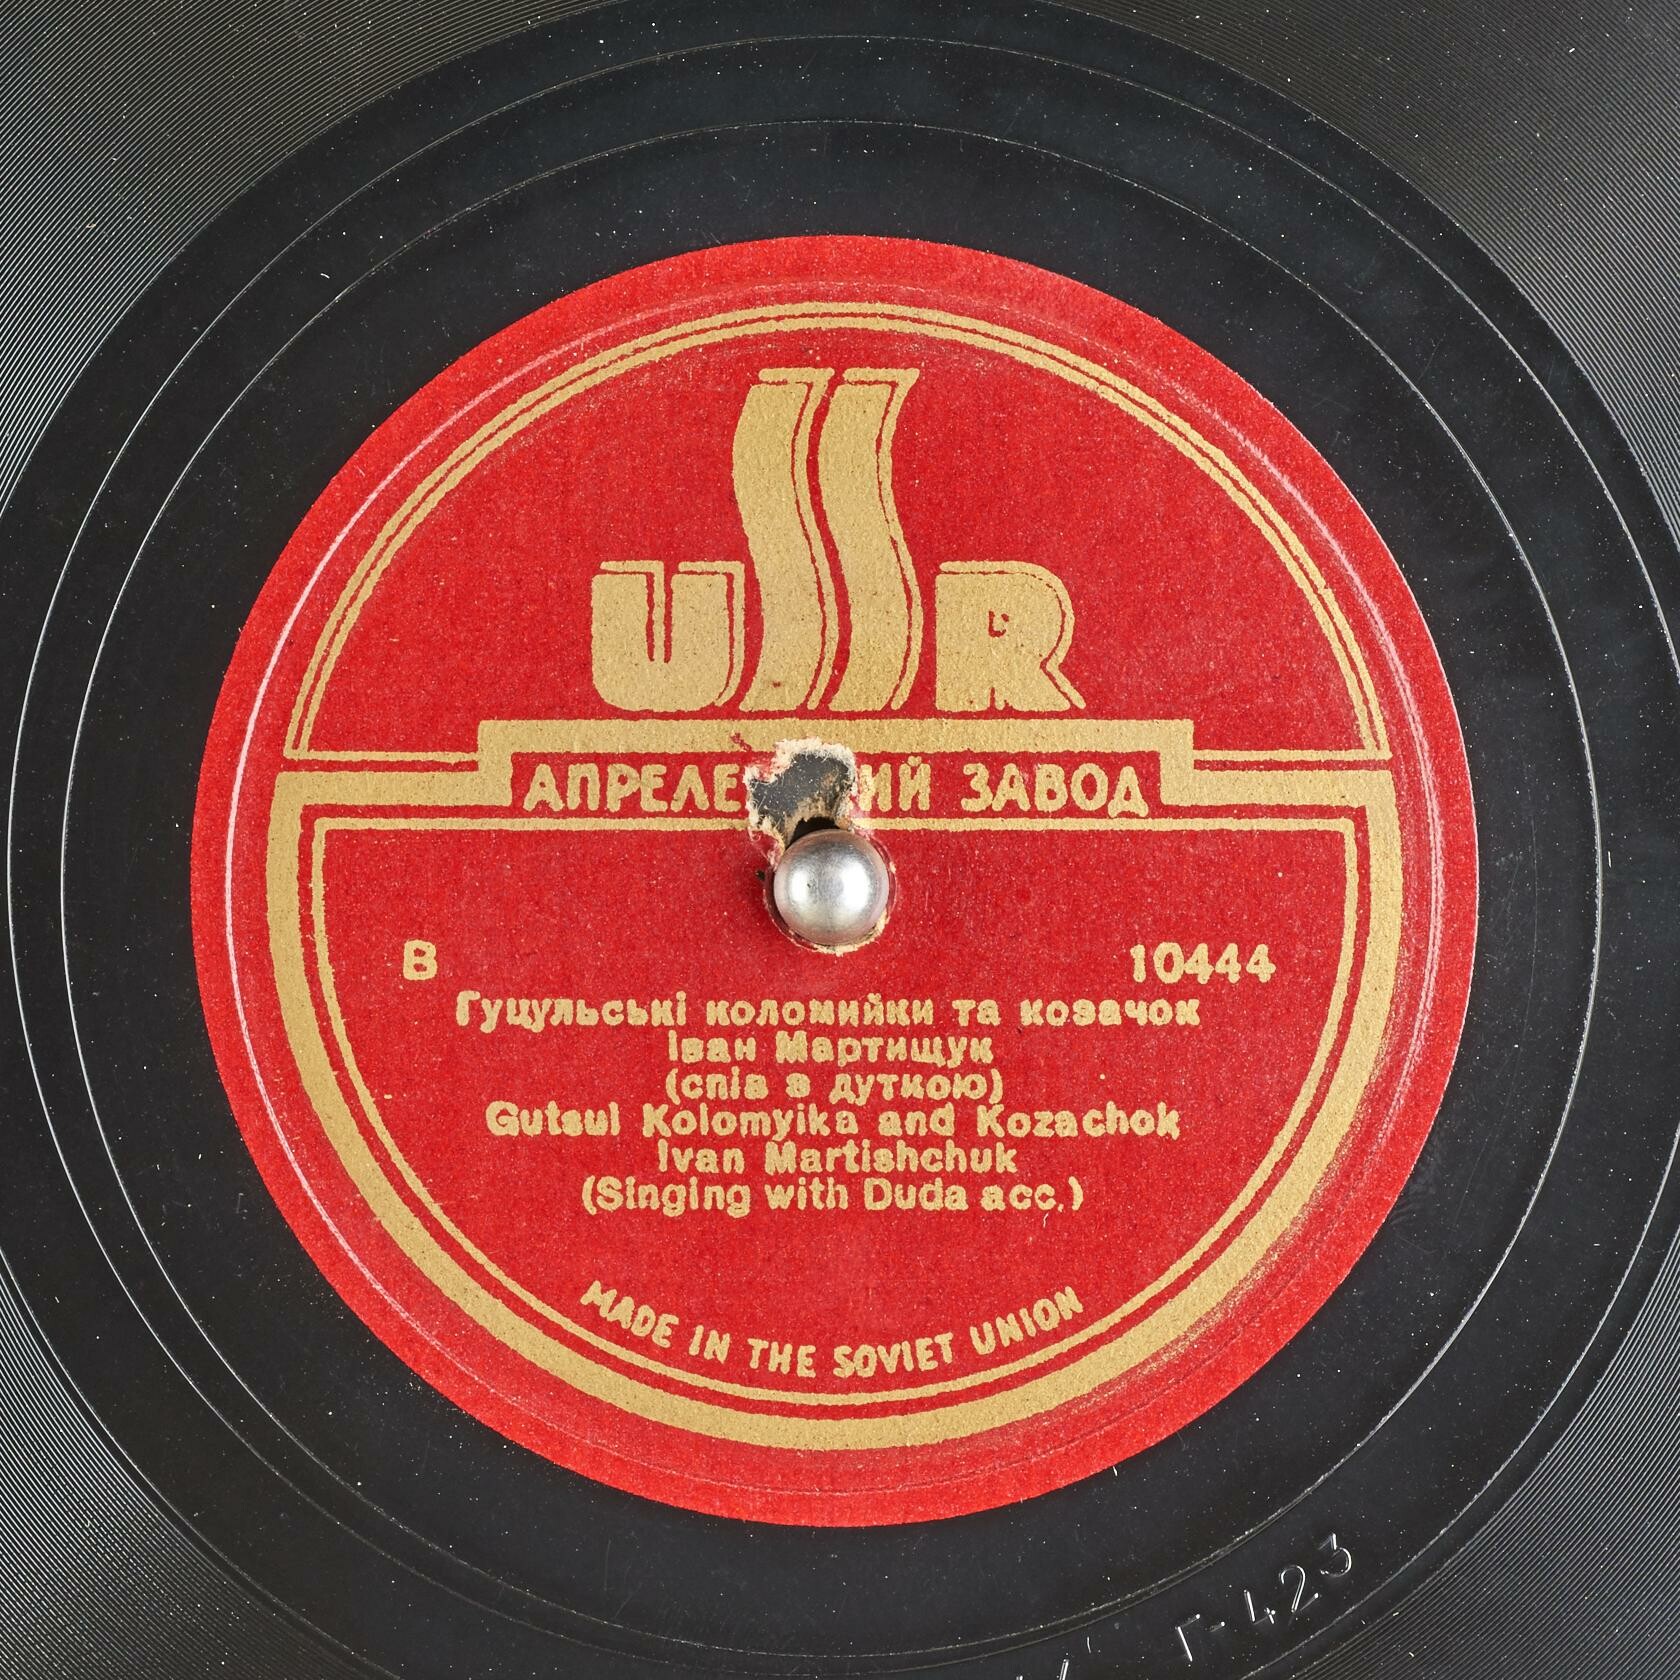 USSR
АПРЕЛЕ ИЙ ЗАВОД
В 10444
Гуцульські коломийки та козачок
Іван Мартищук
(спів з дуткою)
Gutsul Kolomyika and Kozachok
Ivan Martishchuk
(Singing with Duda acc.)
MADE IN THE SOVIET UNION
Г-423